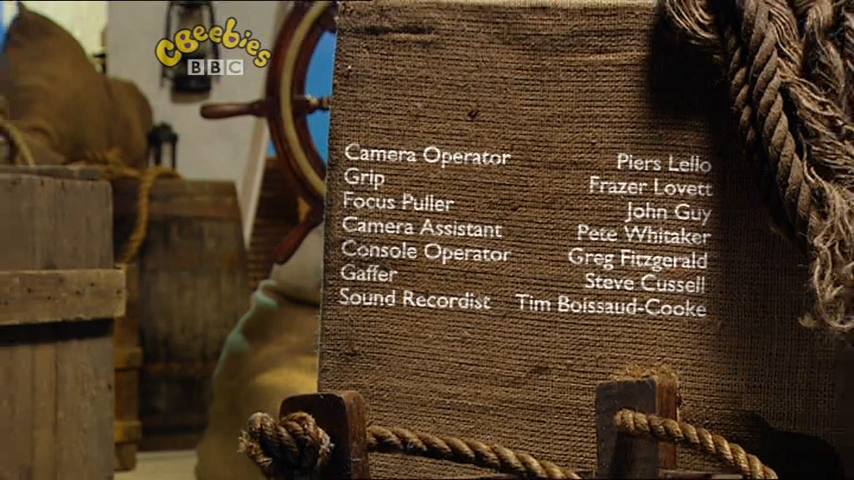 CBeebies
BBC
Camera Operator Piers Lello
Grip Frazer Lovett
Focus Puller John Guy
Camera Assistant Pete Whitaker
Console Operator Greg Fitzgerald
Gaffer Steve Cussell
Sound Recordist Tim Boissaud-Cooke